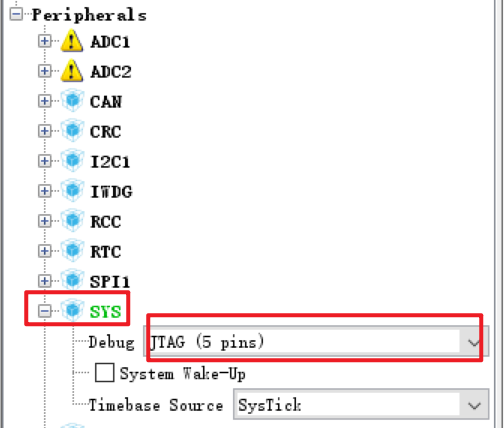 Peripherals
ADC1
ADC2
CAN
CRC
I2C1
IWDG
RCC
RTC
SPI1
SYS
Debug JTAG (5 pins)
System Wake-Up
Timebase Source SysTick